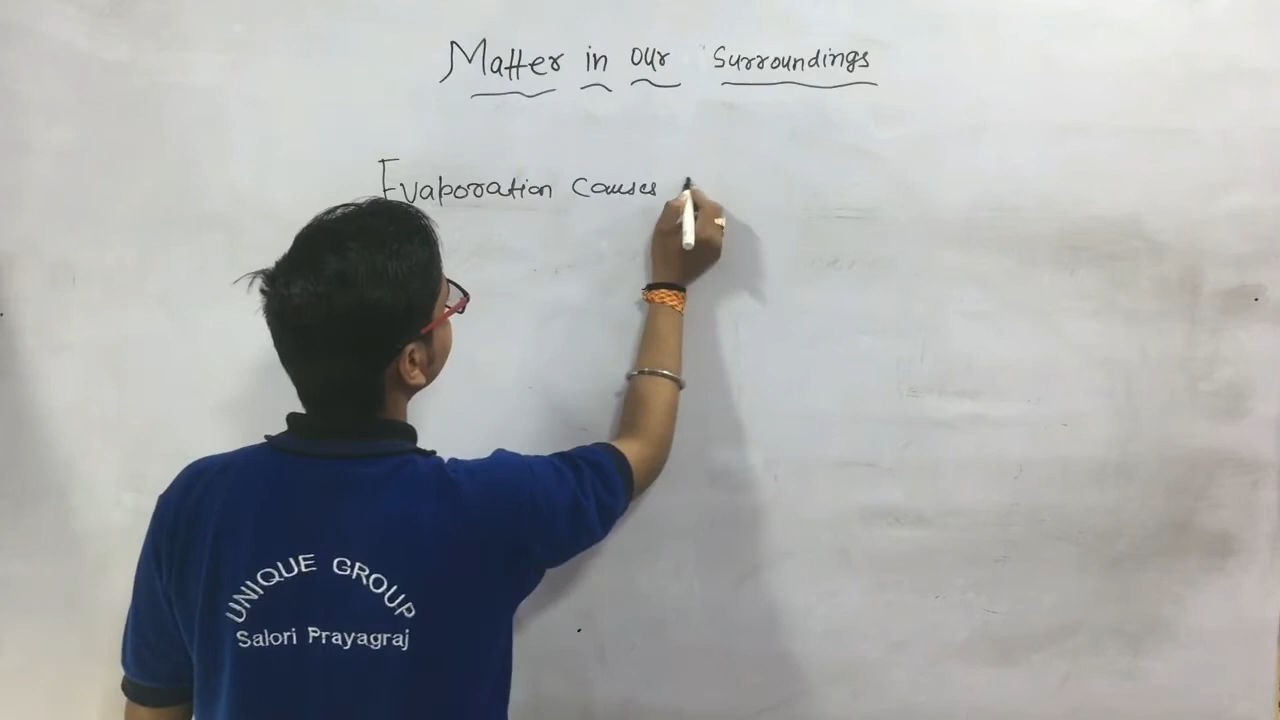 Matter in our Surroundings
Evaporation causes
UNIQUE GROUP
Salori Prayagraj